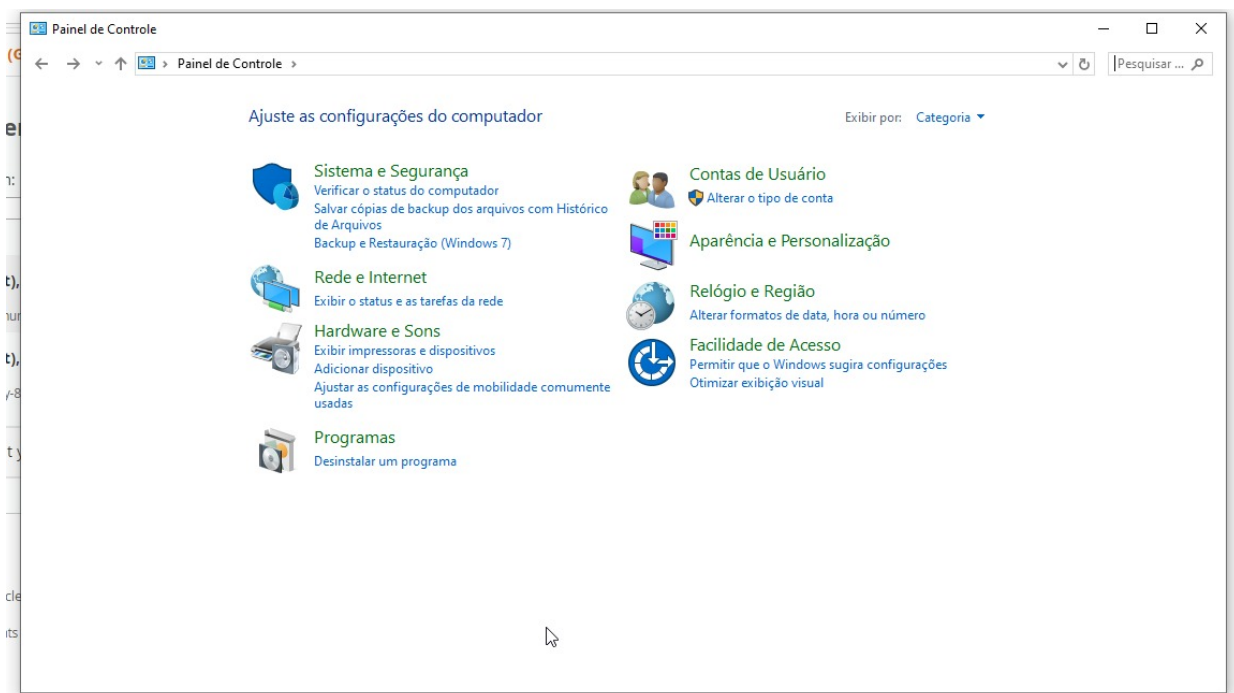 Painel de Controle
Painel de Controle
Pesquisar ...
Ajuste as configurações do computador
Exibir por: Categoria
Sistema e Segurança
Verificar o status do computador
Salvar cópias de backup dos arquivos com Histórico
de Arquivos
Backup e Restauração (Windows 7)
Rede e Internet
Exibir o status e as tarefas da rede
Hardware e Sons
Exibir impressoras e dispositivos
Adicionar dispositivo
Ajustar as configurações de mobilidade comumente
usadas
Programas
Desinstalar um programa
Contas de Usuário
Alterar o tipo de conta
Aparência e Personalização
Relógio e Região
Alterar formatos de data, hora ou número
Facilidade de Acesso
Permitir que o Windows sugira configurações
Otimizar exibição visual